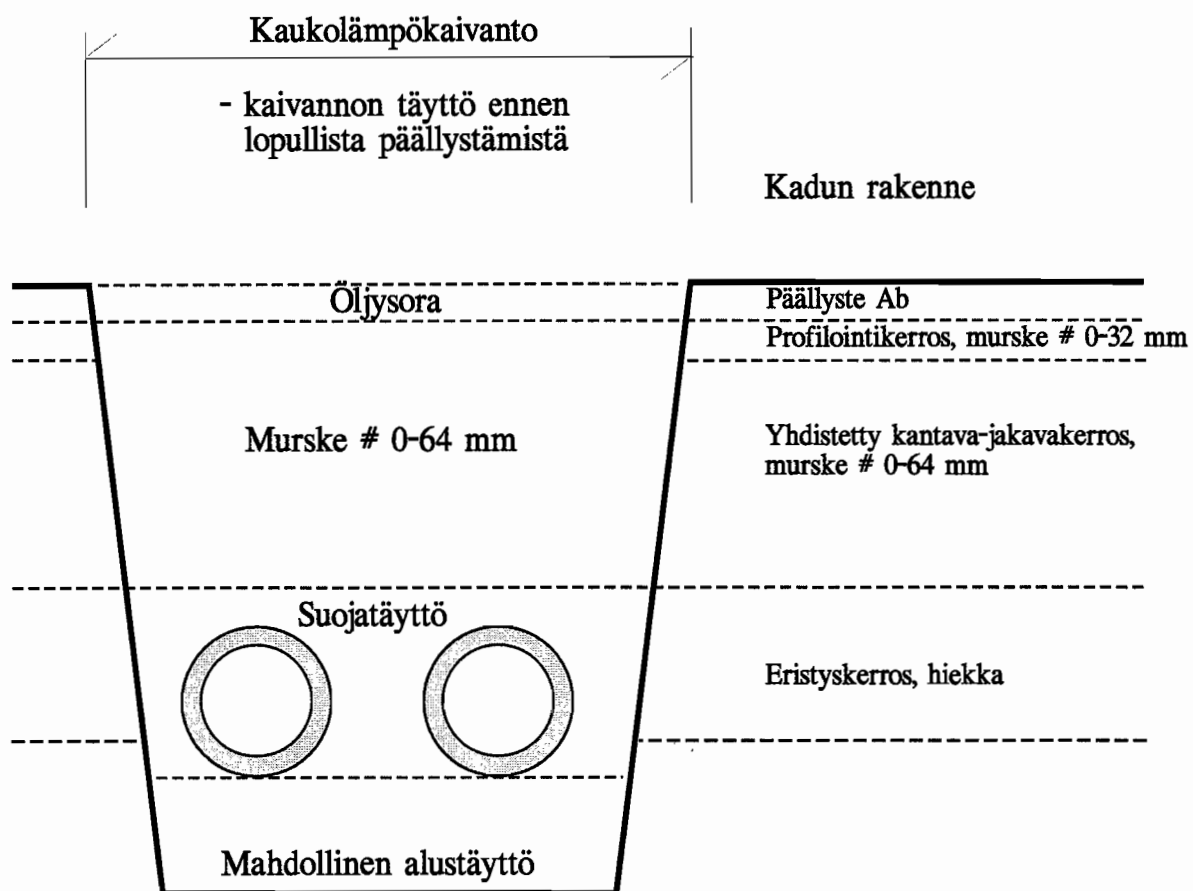 Kaukolämpökaivanto
- kaivannon täyttö ennen
lopullista päällystämistä
Kadun rakenne
Öljysora
Päällyste Ab
Profilointikerros, murske # 0-32 mm
Murske # 0-64 mm
Yhdistetty kantava-jakavakerros,
murske # 0-64 mm
Suojatäyttö
Eristyskerros, hiekka
Mahdollinen alustäyttö